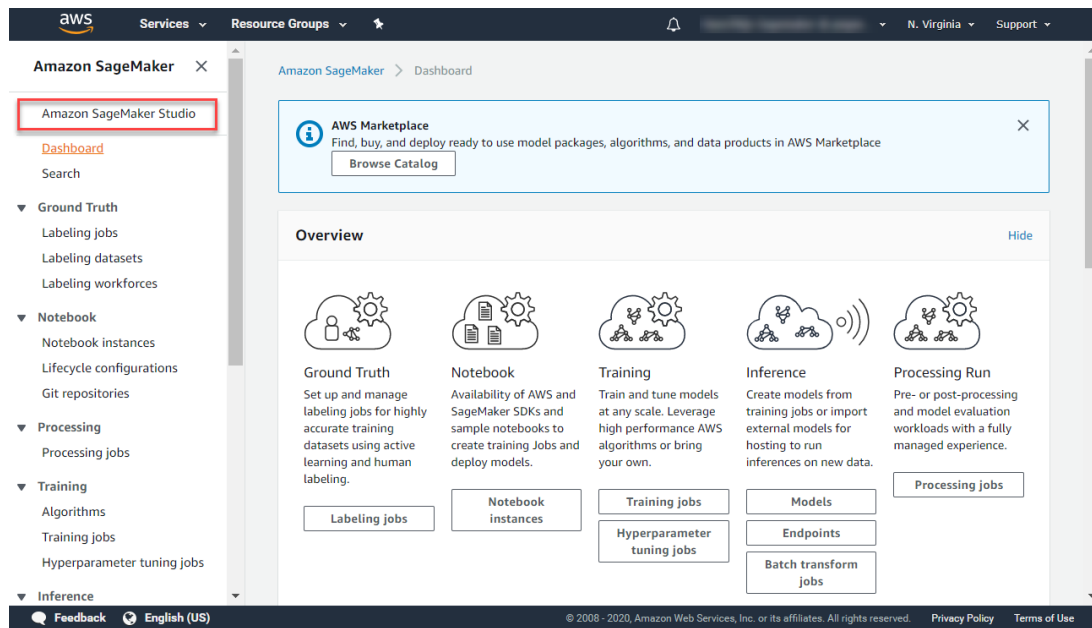 aws
Services
Resource Groups
N. Virginia
Support
Amazon SageMaker
Amazon SageMaker Studio
Dashboard
Search
Ground Truth
Labeling jobs
Labeling datasets
Labeling workforces
Notebook
Notebook instances
Lifecycle configurations
Git repositories
Processing
Processing jobs
Training
Algorithms
Training jobs
Hyperparameter tuning jobs
Inference
Amazon SageMaker > Dashboard
AWS Marketplace
Find, buy, and deploy ready to use model packages, algorithms, and data products in AWS Marketplace
Browse Catalog
Overview
Hide
Ground Truth
Set up and manage
labeling jobs for highly
accurate training
datasets using active
learning and human
labeling.
Labeling jobs
Notebook
Availability of AWS and
SageMaker SDKs and
sample notebooks to
create training Jobs and
deploy models.
Notebook
instances
Training
Train and tune models
at any scale. Leverage
high performance AWS
algorithms or bring
your own.
Training jobs
Hyperparameter
tuning jobs
Inference
Create models from
training jobs or import
external models for
hosting to run
inferences on new data.
Models
Endpoints
Batch transform
jobs
Processing Run
Pre- or post-processing
and model evaluation
workloads with a fully
managed experience.
Processing jobs
Feedback
English (US)
© 2008 - 2020, Amazon Web Services, Inc. or its affiliates. All rights reserved.
Privacy Policy
Terms of Use